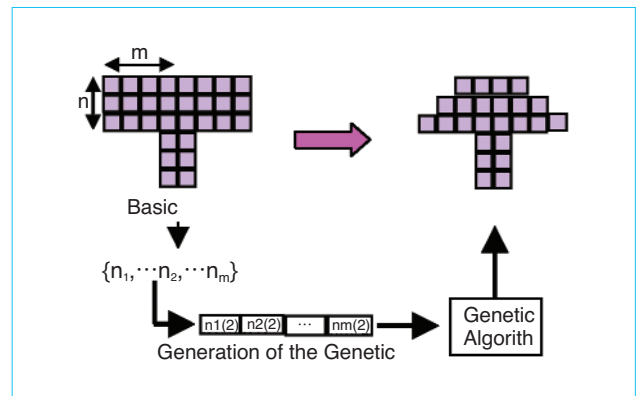 m
n
Basic
{n₁,⋯n₂,⋯nₘ}
n1(2) n2(2) ⋯ nm(2)
Generation of the Genetic
Genetic
Algorith